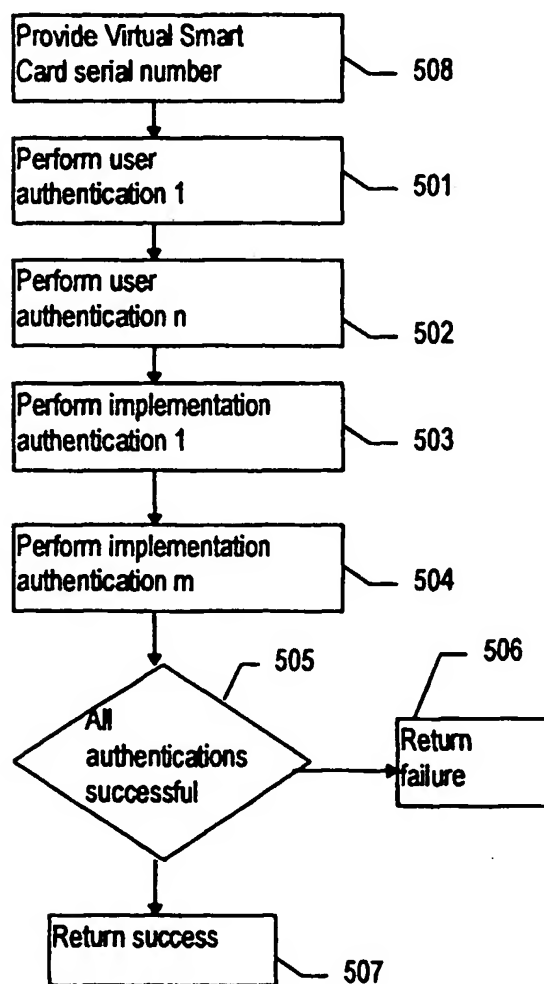 Provide Virtual Smart
Card serial number
508
Perform user
authentication 1
501
Perform user
authentication n
502
Perform implementation
authentication 1
503
Perform implementation
authentication m
504
505
All
authentications
successful
506
Return
failure
Return success
507